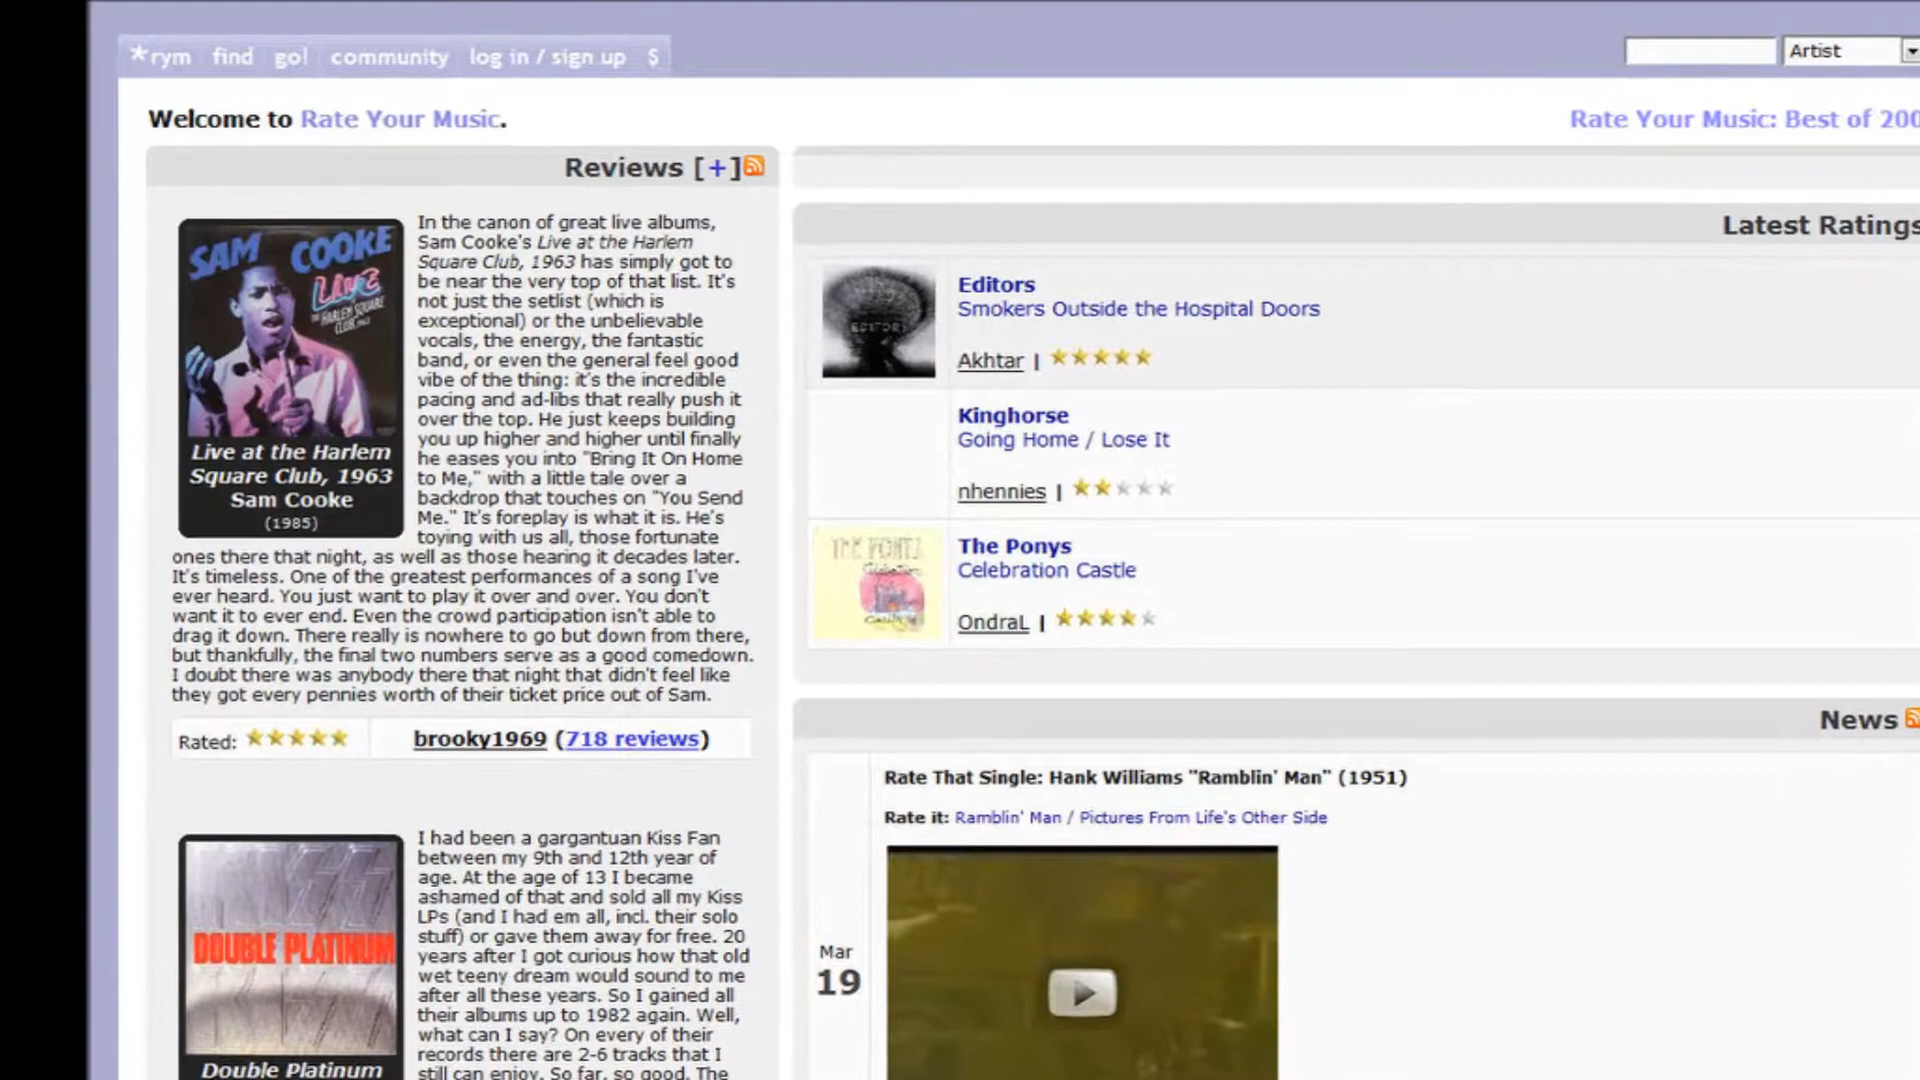 *rym find go! community log in / sign up $
Artist
Welcome to Rate Your Music.
Rate Your Music: Best of 200
Reviews [+]
SAM COOKE
LIVE
HARLEM SQUARE
CLUB, 1963
Live at the Harlem
Square Club, 1963
Sam Cooke
(1985)
In the canon of great live albums,
Sam Cooke's Live at the Harlem
Square Club, 1963 has simply got to
be near the very top of that list. It's
not just the setlist (which is
exceptional) or the unbelievable
vocals, the energy, the fantastic
band, or even the general feel good
vibe of the thing: it's the incredible
pacing and ad-libs that really push it
over the top. He just keeps building
you up higher and higher until finally
he eases you into "Bring It On Home
to Me," with a little tale over a
backdrop that touches on "You Send
Me." It's foreplay is what it is. He's
toying with us all, those fortunate
ones there that night, as well as those hearing it decades later.
It's timeless. One of the greatest performances of a song I've
ever heard. You just want to play it over and over. You don't
want it to ever end. Even the crowd participation isn't able to
drag it down. There really is nowhere to go but down from there,
but thankfully, the final two numbers serve as a good comedown.
I doubt there was anybody there that night that didn't feel like
they got every pennies worth of their ticket price out of Sam.
Rated:
brooky1969 (718 reviews)
DOUBLE PLATINUM
Double Platinum
I had been a gargantuan Kiss Fan
between my 9th and 12th year of
age. At the age of 13 I became
ashamed of that and sold all my Kiss
LPs (and I had em all, incl. their solo
stuff) or gave them away for free. 20
years after I got curious how that old
wet teeny dream would sound to me
after all these years. So I gained all
their albums up to 1982 again. Well,
what can I say? On every of their
records there are 2-6 tracks that I
still can enjoy. So far, so good. The
Latest Ratings
EDITORS
Editors
Smokers Outside the Hospital Doors
Akhtar |
Kinghorse
Going Home / Lose It
nhennies |
THE PONYS
Celebration
Castle
The Ponys
Celebration Castle
OndraL |
News
Mar
19
Rate That Single: Hank Williams "Ramblin' Man" (1951)
Rate it: Ramblin' Man / Pictures From Life's Other Side